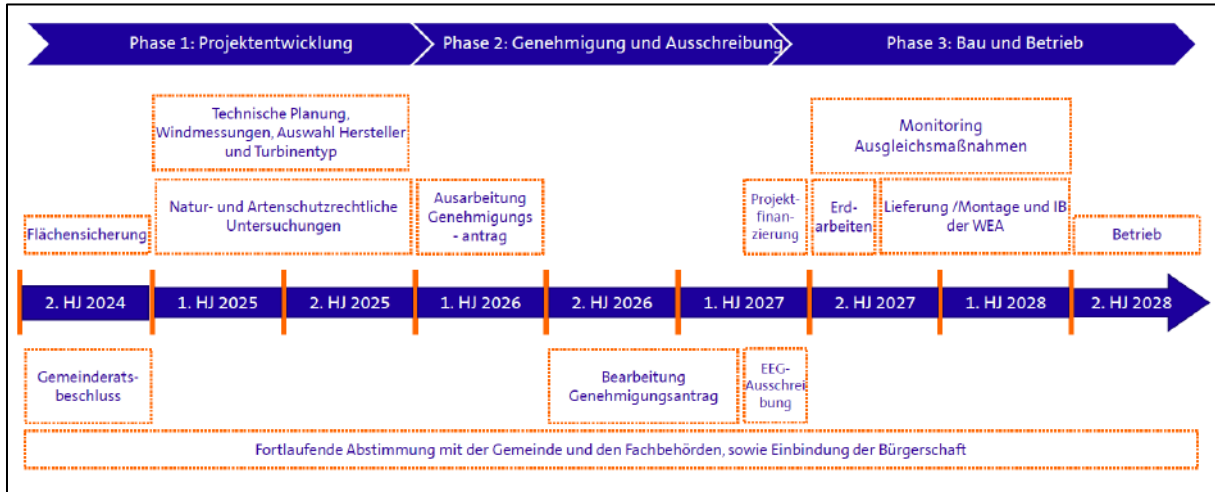 Phase 1: Projektentwicklung
Phase 2: Genehmigung und Ausschreibung
Phase 3: Bau und Betrieb
Technische Planung,
Windmessungen, Auswahl Hersteller
und Turbinentyp
Monitoring
Ausgleichsmaßnahmen
Flächensicherung
Natur- und Artenschutzrechtliche
Untersuchungen
Ausarbeitung
Genehmigungs
- antrag
Projekt-
finan-
zierung
Erd-
arbeiten
Lieferung /Montage und IB
der WEA
Betrieb
2. HJ 2024
1. HJ 2025
2. HJ 2025
1. HJ 2026
2. HJ 2026
1. HJ 2027
2. HJ 2027
1. HJ 2028
2. HJ 2028
Gemeinderats-
beschluss
Bearbeitung
Genehmigungsantrag
EEG-
Ausschrei
bung
Fortlaufende Abstimmung mit der Gemeinde und den Fachbehörden, sowie Einbindung der Bürgerschaft